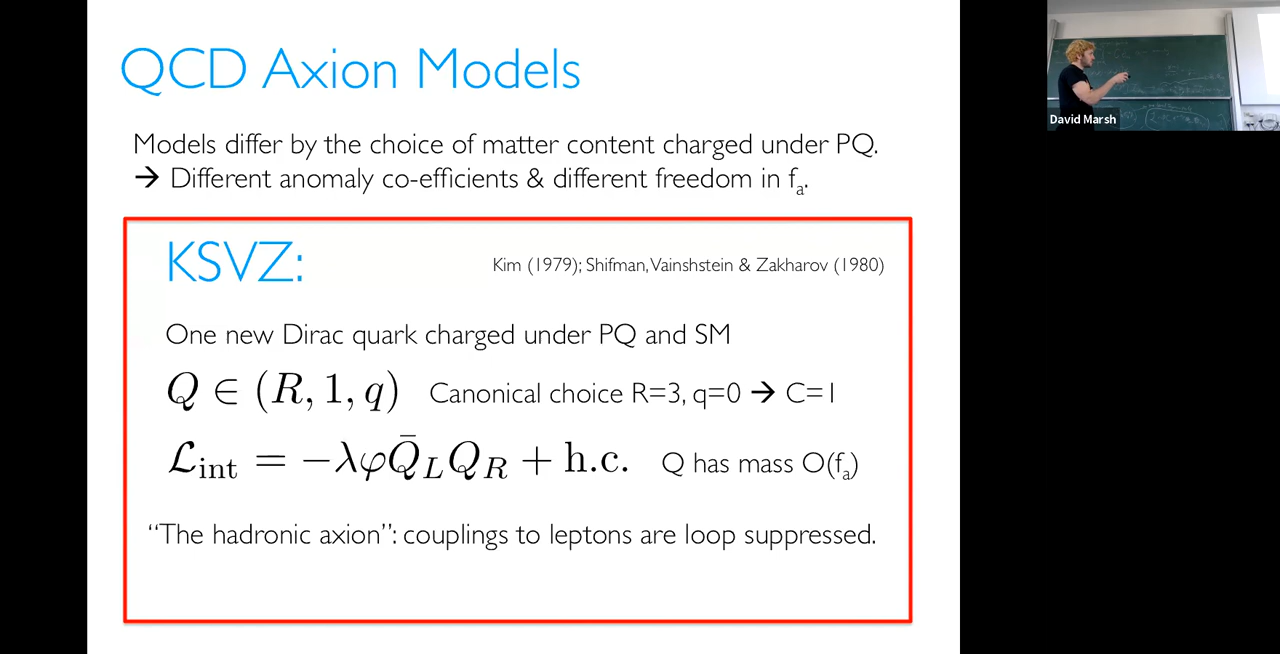 QCD Axion Models
Models differ by the choice of matter content charged under PQ.
→ Different anomaly co-efficients & different freedom in fₐ.
KSVZ:
Kim (1979); Shifman, Vainshstein & Zakharov (1980)
One new Dirac quark charged under PQ and SM
Q ∈ (R, 1, q) Canonical choice R=3, q=0 → C=1
ℒ_int = −λφQ̄_L Q_R + h.c. Q has mass O(fₐ)
“The hadronic axion”: couplings to leptons are loop suppressed.
David Marsh